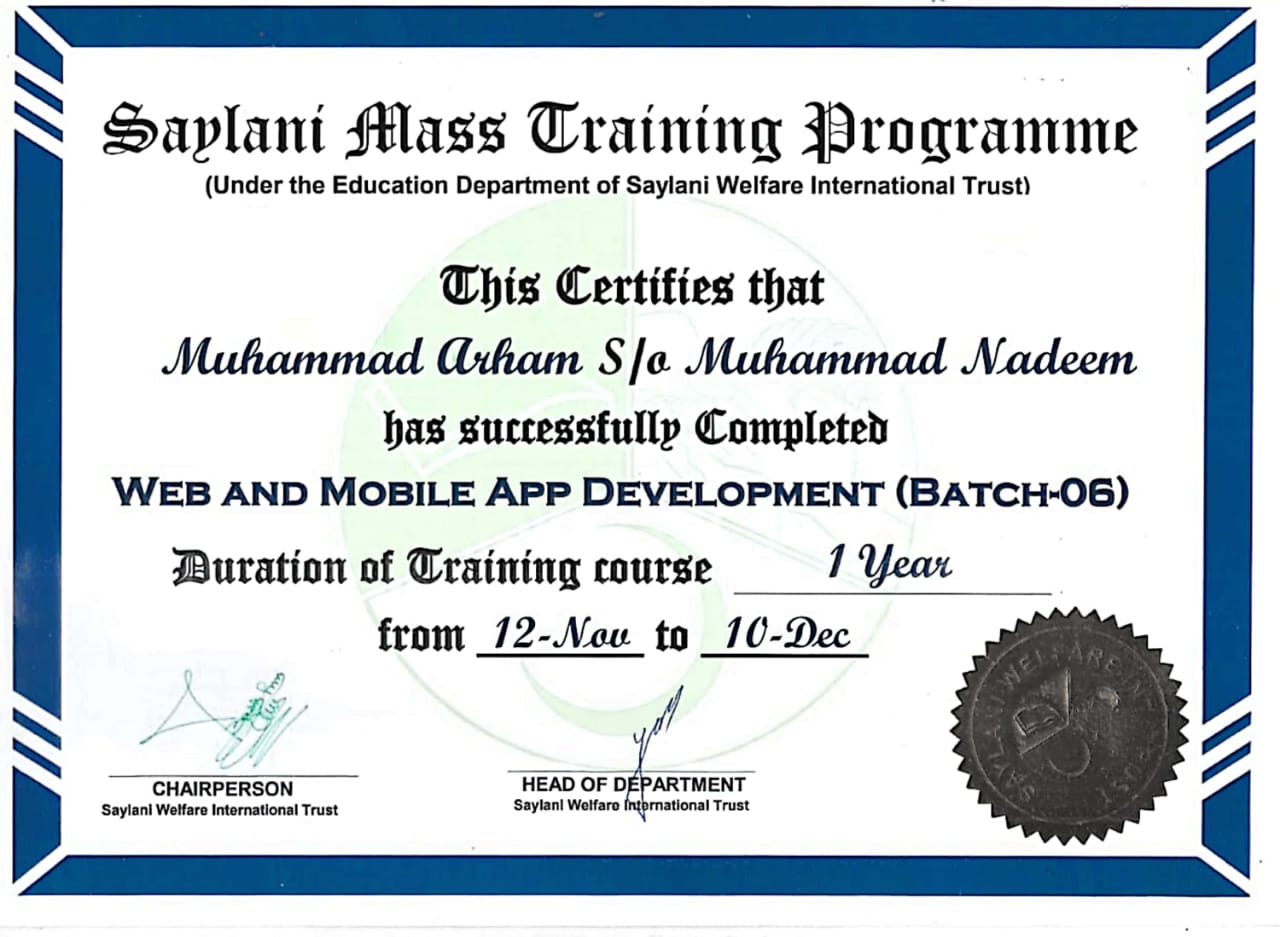 Saylani Mass Training Programme
(Under the Education Department of Saylani Welfare International Trust)
This Certifies that
Muhammad Arham S/o Muhammad Nadeem
has successfully Completed
WEB AND MOBILE APP DEVELOPMENT (BATCH-06)
Duration of Training course 1 Year
from 12-Nov to 10-Dec
CHAIRPERSON
Saylani Welfare International Trust
HEAD OF DEPARTMENT
Saylani Welfare International Trust
SAYLANI WELFARE